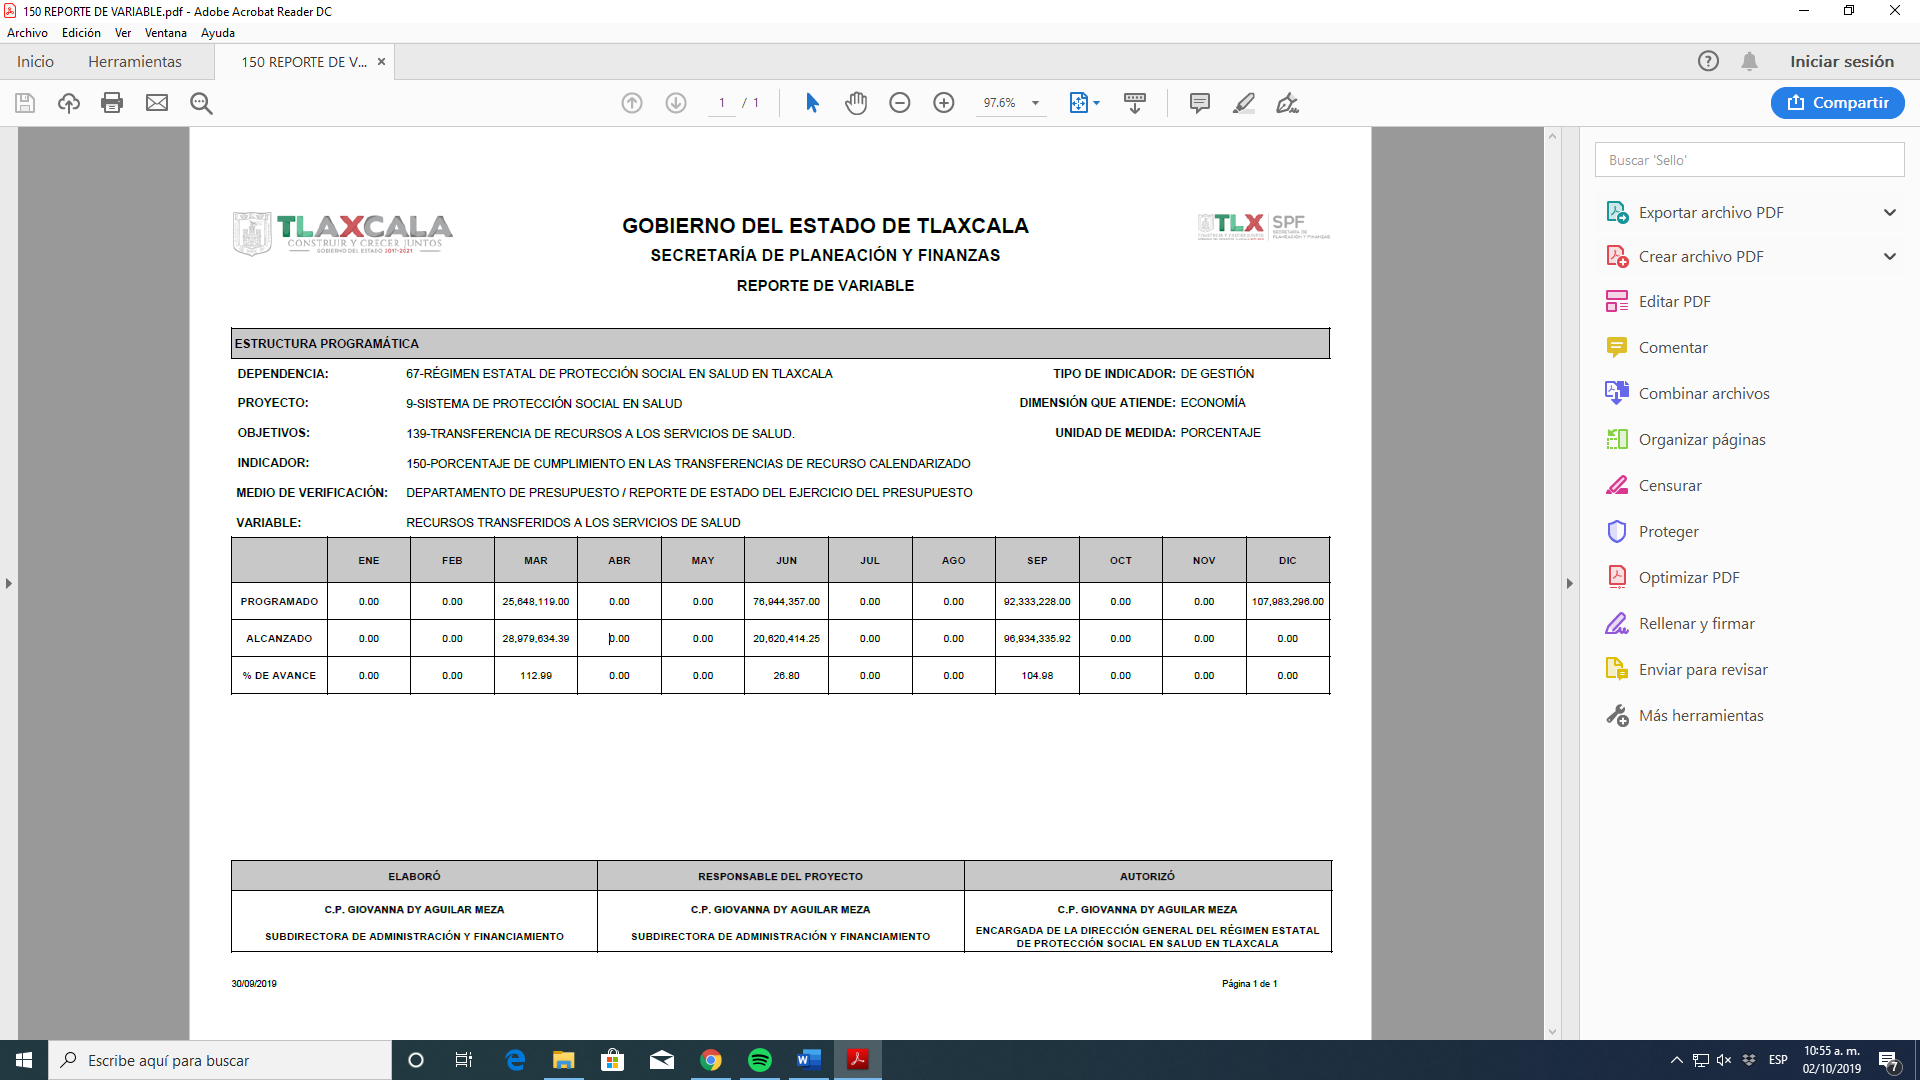 150 REPORTE DE VARIABLE.pdf - Adobe Acrobat Reader DC
Archivo Edición Ver Ventana Ayuda
Inicio Herramientas 150 REPORTE DE V... Iniciar sesión
1 / 1 97.6% Compartir
Buscar 'Sello'
Exportar archivo PDF
Crear archivo PDF
Editar PDF
Comentar
Combinar archivos
Organizar páginas
Censurar
Proteger
Optimizar PDF
Rellenar y firmar
Enviar para revisar
Más herramientas
TLAXCALA
CONSTRUIR Y CRECER JUNTOS
GOBIERNO DEL ESTADO 2017-2021
GOBIERNO DEL ESTADO DE TLAXCALA
SECRETARÍA DE PLANEACIÓN Y FINANZAS
REPORTE DE VARIABLE
TLX SPF
SECRETARÍA DE PLANEACIÓN Y FINANZAS
ESTRUCTURA PROGRAMÁTICA
DEPENDENCIA: 67-RÉGIMEN ESTATAL DE PROTECCIÓN SOCIAL EN SALUD EN TLAXCALA TIPO DE INDICADOR: DE GESTIÓN
PROYECTO: 9-SISTEMA DE PROTECCIÓN SOCIAL EN SALUD DIMENSIÓN QUE ATIENDE: ECONOMÍA
OBJETIVOS: 139-TRANSFERENCIA DE RECURSOS A LOS SERVICIOS DE SALUD. UNIDAD DE MEDIDA: PORCENTAJE
INDICADOR: 150-PORCENTAJE DE CUMPLIMIENTO EN LAS TRANSFERENCIAS DE RECURSO CALENDARIZADO
MEDIO DE VERIFICACIÓN: DEPARTAMENTO DE PRESUPUESTO / REPORTE DE ESTADO DEL EJERCICIO DEL PRESUPUESTO
VARIABLE: RECURSOS TRANSFERIDOS A LOS SERVICIOS DE SALUD
ENE FEB MAR ABR MAY JUN JUL AGO SEP OCT NOV DIC
PROGRAMADO 0.00 0.00 25,648,119.00 0.00 0.00 76,944,357.00 0.00 0.00 92,333,228.00 0.00 0.00 107,983,296.00
ALCANZADO 0.00 0.00 28,979,634.39 0.00 0.00 20,620,414.25 0.00 0.00 96,934,335.92 0.00 0.00 0.00
% DE AVANCE 0.00 0.00 112.99 0.00 0.00 26.80 0.00 0.00 104.98 0.00 0.00 0.00
ELABORÓ RESPONSABLE DEL PROYECTO AUTORIZÓ
C.P. GIOVANNA DY AGUILAR MEZA C.P. GIOVANNA DY AGUILAR MEZA C.P. GIOVANNA DY AGUILAR MEZA
SUBDIRECTORA DE ADMINISTRACIÓN Y FINANCIAMIENTO SUBDIRECTORA DE ADMINISTRACIÓN Y FINANCIAMIENTO ENCARGADA DE LA DIRECCIÓN GENERAL DEL RÉGIMEN ESTATAL
DE PROTECCIÓN SOCIAL EN SALUD EN TLAXCALA
30/09/2019 Página 1 de 1
Escribe aquí para buscar
ESP
10:55 a. m.
02/10/2019
7